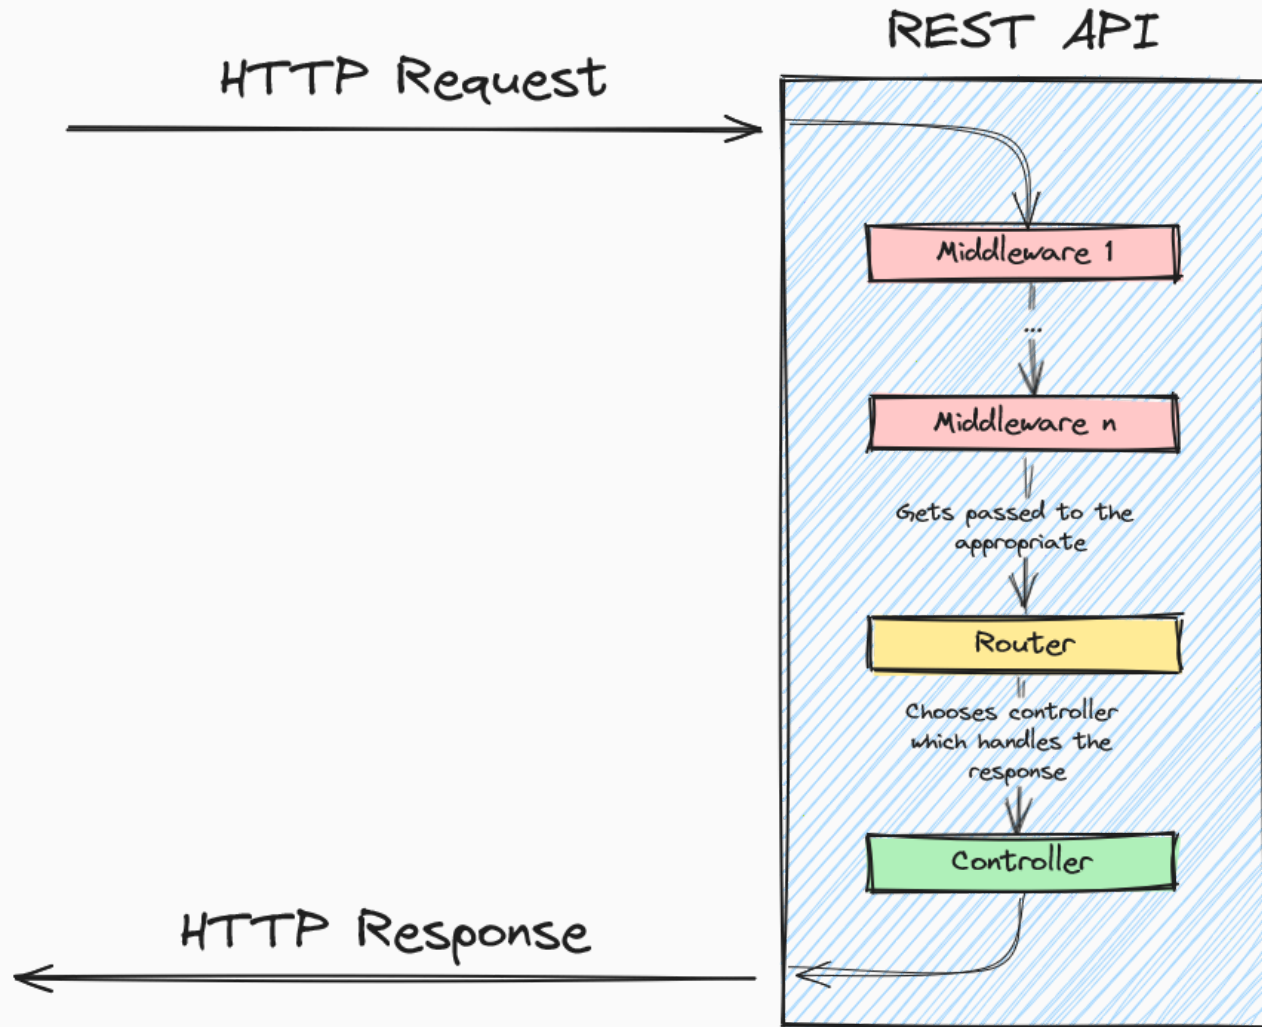 REST API
HTTP Request
Middleware 1
...
Middleware n
Gets passed to the
appropriate
Router
Chooses controller
which handles the
response
Controller
HTTP Response